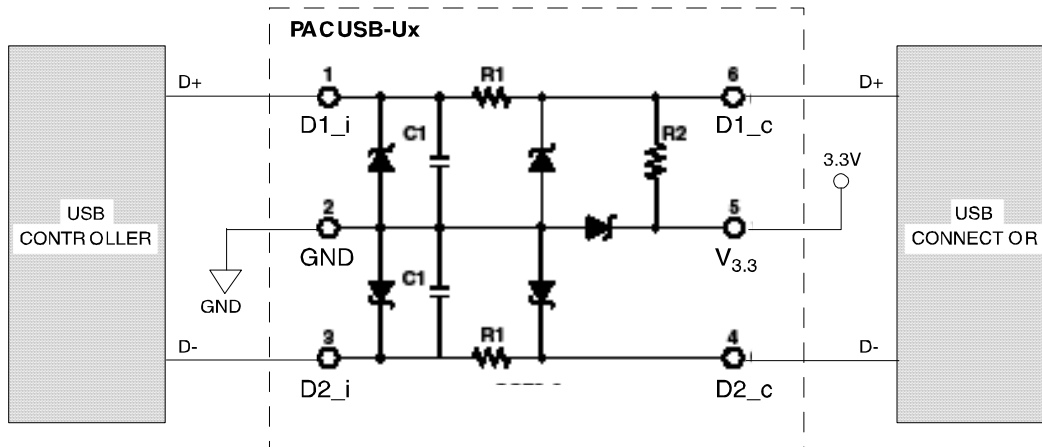 PACUSB-Ux
D+
D+
1
R1
6
D1_i
C1
R2
D1_c
3.3V
USB
CONTROLLER
2
5
USB
CONNECTOR
GND
V3.3
GND
C1
D-
3
R1
4
D-
D2_i
D2_c